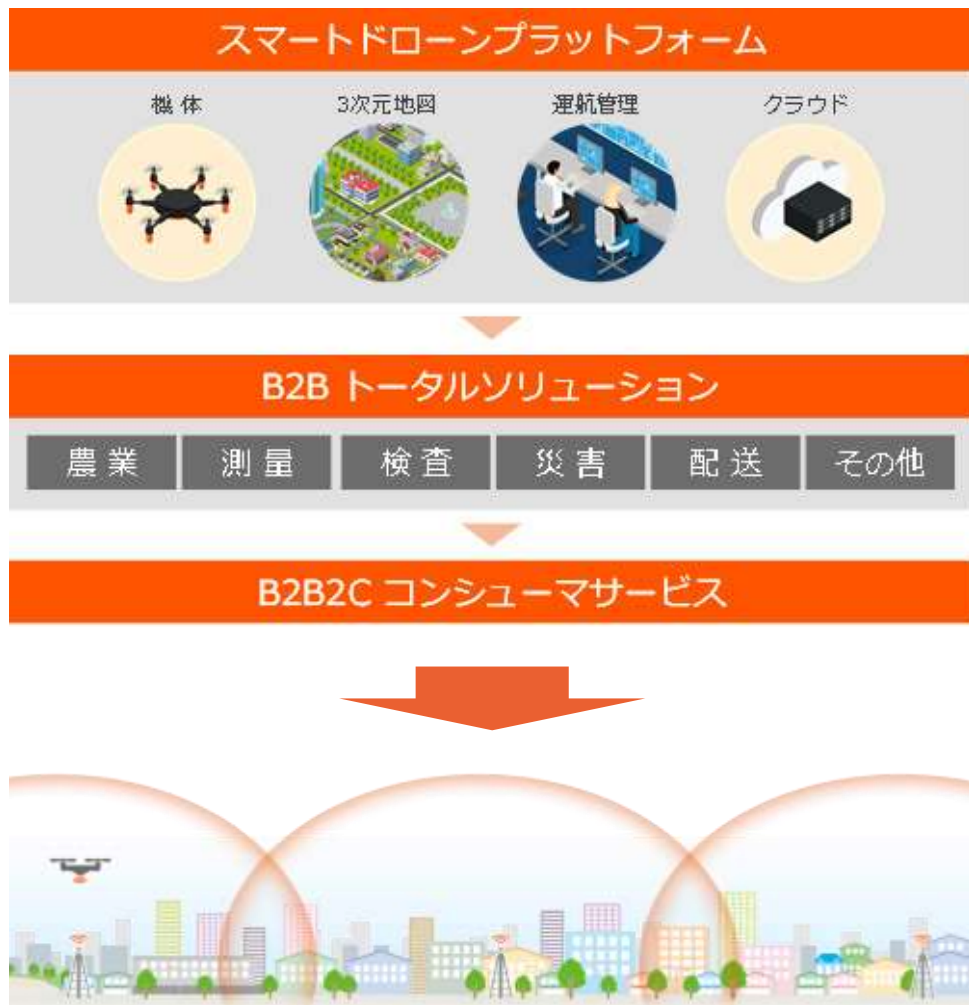 スマートドローンプラットフォーム
機 体 3次元地図 運航管理 クラウド
B2B トータルソリューション
農 業 測 量 検 査 災 害 配 送 その他
B2B2C コンシューマサービス